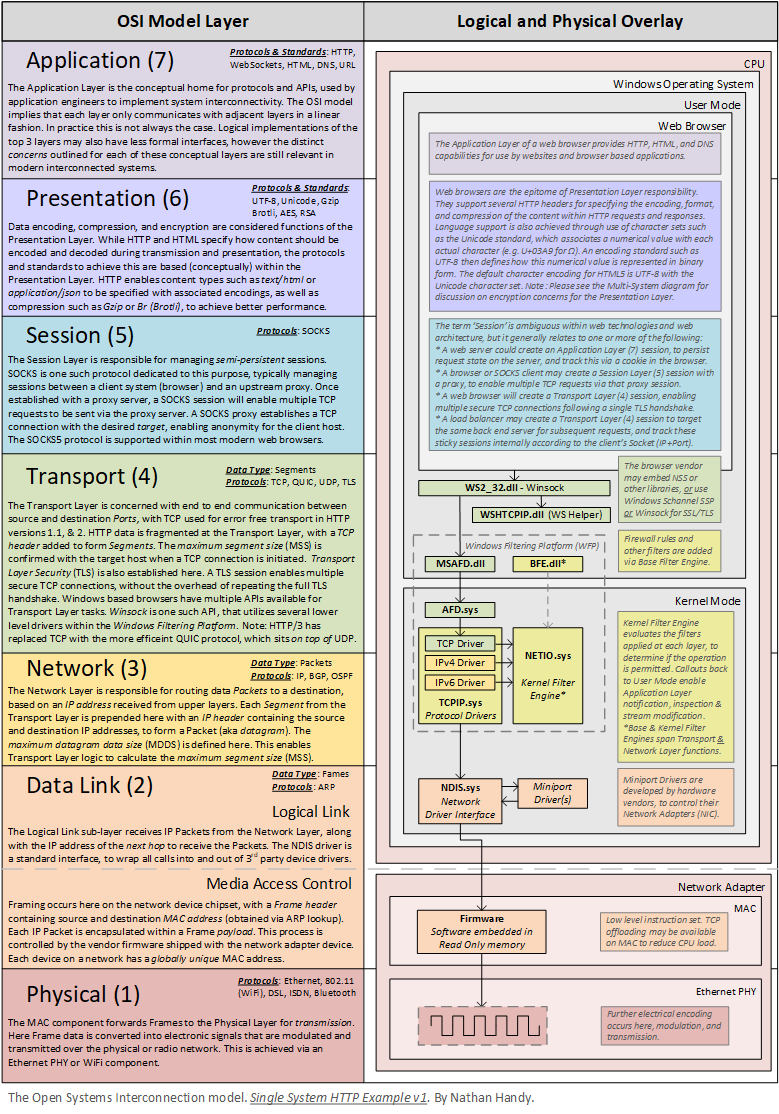 OSI Model Layer
Logical and Physical Overlay
Application (7)
Protocols & Standards: HTTP,
WebSockets, HTML, DNS, URL
The Application Layer is the conceptual home for protocols and APIs, used by
application engineers to implement system interconnectivity. The OSI model
implies that each layer only communicates with adjacent layers in a linear
fashion. In practice this is not always the case. Logical implementations of the
top 3 layers may also have less formal interfaces, however the distinct
concerns outlined for each of these conceptual layers are still relevant in
modern interconnected systems.
Presentation (6)
Protocols & Standards:
UTF-8, Unicode, Gzip
Brotli, AES, RSA
Data encoding, compression, and encryption are considered functions of the
Presentation Layer. While HTTP and HTML specify how content should be
encoded and decoded during transmission and presentation, the protocols
and standards to achieve this are based (conceptually) within the
Presentation Layer. HTTP enables content types such as text/html or
application/json to be specified with associated encodings, as well as
compression such as Gzip or Br (Brotli), to achieve better performance.
Session (5)
Protocols: SOCKS
The Session Layer is responsible for managing semi-persistent sessions.
SOCKS is one such protocol dedicated to this purpose, typically managing
sessions between a client system (browser) and an upstream proxy. Once
established with a proxy server, a SOCKS session will enable multiple TCP
requests to be sent via the proxy server. A SOCKS proxy establishes a TCP
connection with the desired target, enabling anonymity for the client host.
The SOCKS5 protocol is supported within most modern web browsers.
Transport (4)
Data Type: Segments
Protocols: TCP, QUIC, UDP, TLS
The Transport Layer is concerned with end to end communication between
source and destination Ports, with TCP used for error free transport in HTTP
versions 1.1, & 2. HTTP data is fragmented at the Transport Layer, with a TCP
header added to form Segments. The maximum segment size (MSS) is
confirmed with the target host when a TCP connection is initiated. Transport
Layer Security (TLS) is also established here. A TLS session enables multiple
secure TCP connections, without the overhead of repeating the full TLS
handshake. Windows based browsers have multiple APIs available for
Transport Layer tasks. Winsock is one such API, that utilizes several lower
level drivers within the Windows Filtering Platform. Note: HTTP/3 has
replaced TCP with the more efficeint QUIC protocol, which sits on top of UDP.
Network (3)
Data Type: Packets
Protocols: IP, BGP, OSPF
The Network Layer is responsible for routing data Packets to a destination,
based on an IP address received from upper layers. Each Segment from the
Transport Layer is prepended here with an IP header containing the source
and destination IP addresses, to form a Packet (aka datagram). The
maximum datagram data size (MDDS) is defined here. This enables
Transport Layer logic to calculate the maximum segment size (MSS).
Data Link (2)
Data Type: Fames
Protocols: ARP
Logical Link
The Logical Link sub-layer receives IP Packets from the Network Layer, along
with the IP address of the next hop to receive the Packets. The NDIS driver is
a standard interface, to wrap all calls into and out of 3rd party device drivers.
Media Access Control
Framing occurs here on the network device chipset, with a Frame header
containing source and destination MAC address (obtained via ARP lookup).
Each IP Packet is encapsulated within a Frame payload. This process is
controlled by the vendor firmware shipped with the network adapter device.
Each device on a network has a globally unique MAC address.
Physical (1)
Protocols: Ethernet, 802.11
(WiFi), DSL, ISDN, Bluetooth
The MAC component forwards Frames to the Physical Layer for transmission.
Here Frame data is converted into electronic signals that are modulated and
transmitted over the physical or radio network. This is achieved via an
Ethernet PHY or WiFi component.
CPU
Windows Operating System
User Mode
Web Browser
The Application Layer of a web browser provides HTTP, HTML, and DNS
capabilities for use by websites and browser based applications.
Web browsers are the epitome of Presentation Layer responsibility.
They support several HTTP headers for specifying the encoding, format,
and compression of the content within HTTP requests and responses.
Language support is also achieved through use of character sets such
as the Unicode standard, which associates a numerical value with each
actual character (e.g. U+03A9 for Ω). An encoding standard such as
UTF-8 then defines how this numerical value is represented in binary
form. The default character encoding for HTML5 is UTF-8 with the
Unicode character set. Note: Please see the Multi-System diagram for
discussion on encryption concerns for the Presentation Layer.
The term 'Session' is ambiguous within web technologies and web
architecture, but it generally relates to one or more of the following:
* A web server could create an Application Layer (7) session, to persist
request state on the server, and track this via a cookie in the browser.
* A browser or SOCKS client may create a Session Layer (5) session with
a proxy, to enable multiple TCP requests via that proxy session.
* A web browser will create a Transport Layer (4) session, enabling
multiple secure TCP connections following a single TLS handshake.
* A load balancer may create a Transport Layer (4) session to target
the same back end server for subsequent requests, and track these
sticky sessions internally according to the client's Socket (IP+Port).
WS2_32.dll - Winsock
WSHTCPIP.dll (WS Helper)
The browser vendor
may embed NSS or
other libraries, or use
Windows Schannel SSP
or Winsock for SSL/TLS
Windows Filtering Platform (WFP)
MSAFD.dll
BFE.dll*
Firewall rules and
other filters are added
via Base Filter Engine.
Kernel Mode
AFD.sys
TCP Driver
IPv4 Driver
IPv6 Driver
TCPIP.sys
Protocol Drivers
NETIO.sys
Kernel Filter
Engine*
Kernel Filter Engine
evaluates the filters
applied at each layer, to
determine if the operation
is permitted. Callouts back
to User Mode enable
Application Layer
notification, inspection &
stream modification.
*Base & Kernel Filter
Engines span Transport &
Network Layer functions.
NDIS.sys
Network
Driver Interface
Miniport
Driver(s)
Miniport Drivers are
developed by hardware
vendors, to control their
Network Adapters (NIC).
Network Adapter
MAC
Firmware
Software embedded in
Read Only memory
Low level instruction set. TCP
offloading may be available
on MAC to reduce CPU load.
Ethernet PHY
Further electrical encoding
occurs here, modulation, and
transmission.
The Open Systems Interconnection model. Single System HTTP Example v1. By Nathan Handy.